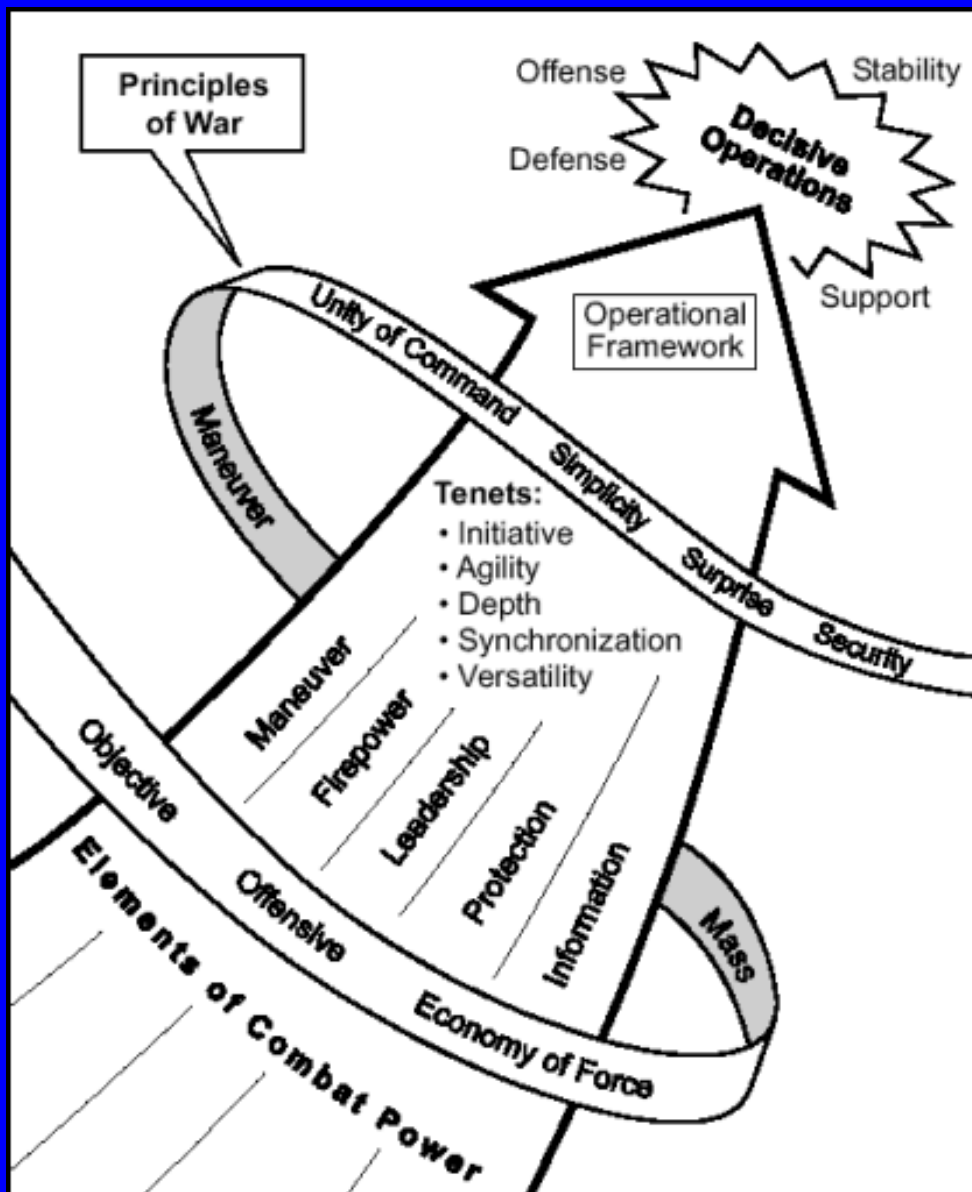 Principles
of War
Offense
Stability
Defense
Decisive
Operations
Support
Operational
Framework
Unity of Command
Simplicity
Surprise
Security
Maneuver
Tenets:
• Initiative
• Agility
• Depth
• Synchronization
• Versatility
Maneuver
Firepower
Leadership
Protection
Information
Objective
Offensive
Economy of Force
Mass
Elements of Combat Power